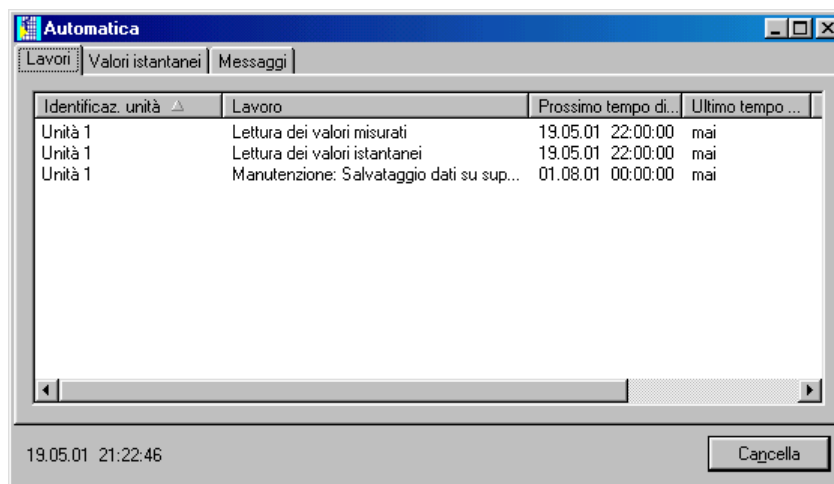 Automatica
Lavori Valori istantanei Messaggi
Identificaz. unità Lavoro Prossimo tempo di... Ultimo tempo ...
Unità 1 Lettura dei valori misurati 19.05.01 22:00:00 mai
Unità 1 Lettura dei valori istantanei 19.05.01 22:00:00 mai
Unità 1 Manutenzione: Salvataggio dati su sup... 01.08.01 00:00:00 mai
19.05.01 21:22:46 Cancella